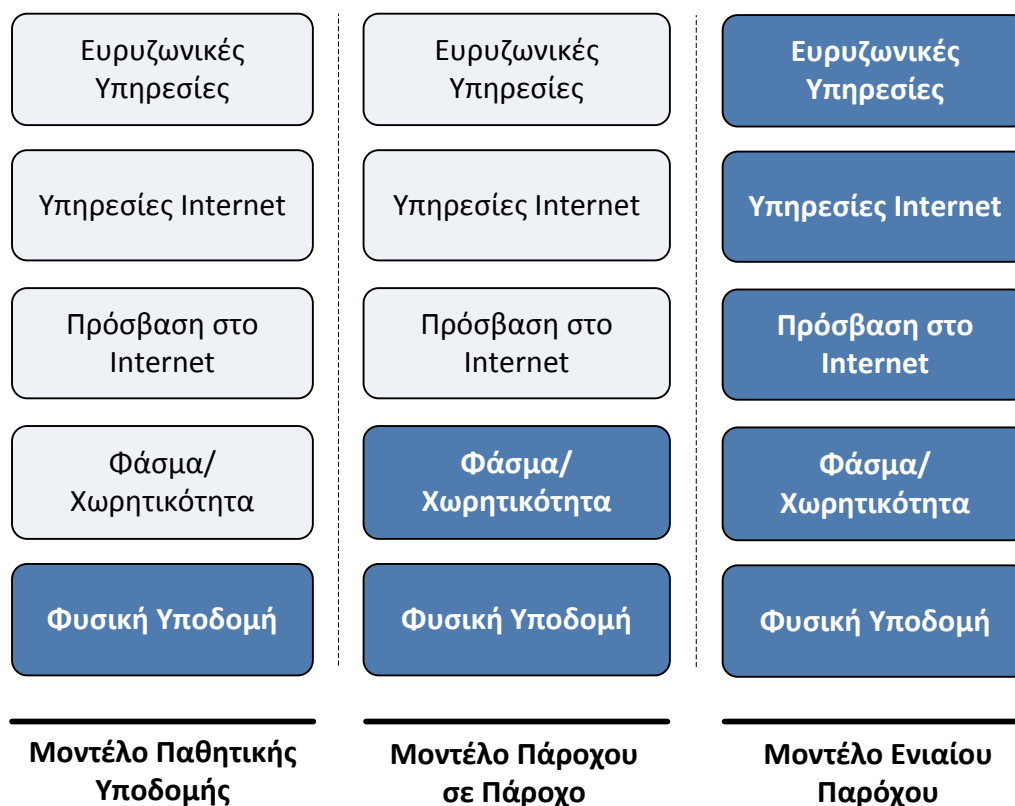 Ευρυζωνικές
Υπηρεσίες
Υπηρεσίες Internet
Πρόσβαση στο
Internet
Φάσμα/
Χωρητικότητα
Φυσική Υποδομή
Μοντέλο Παθητικής
Υποδομής
Ευρυζωνικές
Υπηρεσίες
Υπηρεσίες Internet
Πρόσβαση στο
Internet
Φάσμα/
Χωρητικότητα
Φυσική Υποδομή
Μοντέλο Πάροχου
σε Πάροχο
Ευρυζωνικές
Υπηρεσίες
Υπηρεσίες Internet
Πρόσβαση στο
Internet
Φάσμα/
Χωρητικότητα
Φυσική Υποδομή
Μοντέλο Ενιαίου
Παρόχου